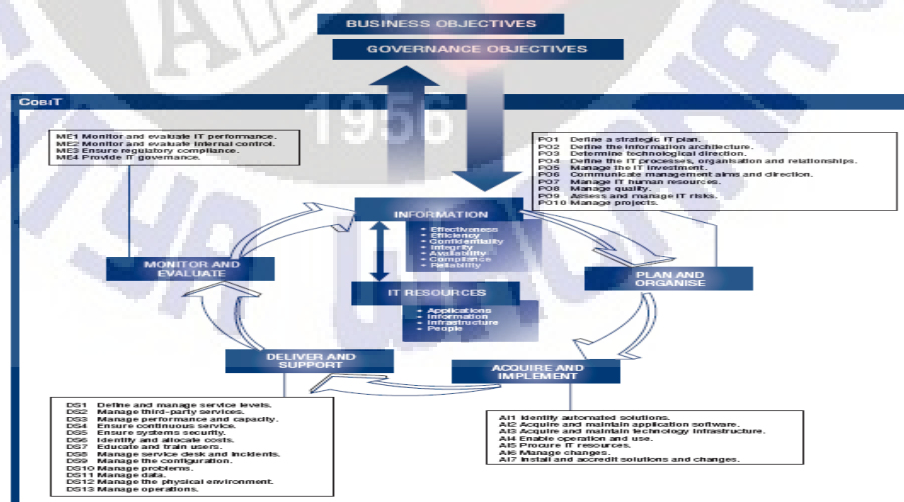 BUSINESS OBJECTIVES
GOVERNANCE OBJECTIVES
COBIT
1956
ME1 Monitor and evaluate IT performance.
ME2 Monitor and evaluate internal control.
ME3 Ensure regulatory compliance.
ME4 Provide IT governance.
PO1 Define a strategic IT plan.
PO2 Define the information architecture.
PO3 Determine technological direction.
PO4 Define the IT processes, organisation and relationships.
PO5 Manage the IT investment.
PO6 Communicate management aims and direction.
PO7 Manage IT human resources.
PO8 Manage quality.
PO9 Assess and manage IT risks.
PO10 Manage projects.
INFORMATION
• Effectiveness
• Efficiency
• Confidentiality
• Integrity
• Availability
• Compliance
• Reliability
MONITOR AND
EVALUATE
PLAN AND
ORGANISE
IT RESOURCES
• Applications
• Information
• Infrastructure
• People
DELIVER AND
SUPPORT
ACQUIRE AND
IMPLEMENT
DS1 Define and manage service levels.
DS2 Manage third-party services.
DS3 Manage performance and capacity.
DS4 Ensure continuous service.
DS5 Ensure systems security.
DS6 Identify and allocate costs.
DS7 Educate and train users.
DS8 Manage service desk and incidents.
DS9 Manage the configuration.
DS10 Manage problems.
DS11 Manage data.
DS12 Manage the physical environment.
DS13 Manage operations.
AI1 Identify automated solutions.
AI2 Acquire and maintain application software.
AI3 Acquire and maintain technology infrastructure.
AI4 Enable operation and use.
AI5 Procure IT resources.
AI6 Manage changes.
AI7 Install and accredit solutions and changes.